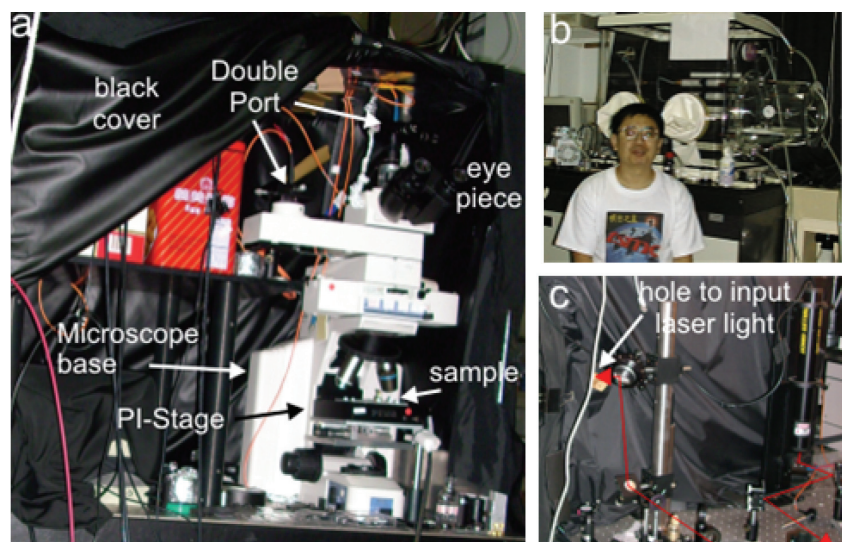 a
black
cover
Double
Port
eye
piece
Microscope
base
PI-Stage
sample
b
c
hole to input
laser light